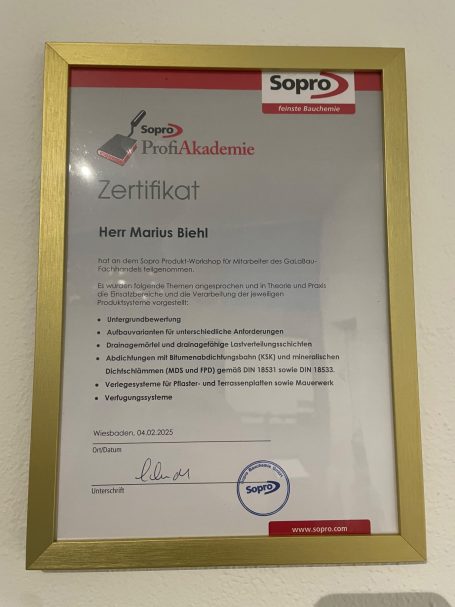 Sopro
feinste Bauchemie
Sopro
ProfiAkademie
Zertifikat
Herr Marius Biehl
hat an dem Sopro Produkt-Workshop für Mitarbeiter des GaLaBau-
Fachhandels teilgenommen.
Es wurden folgende Themen angesprochen und in Theorie und Praxis
die Einsatzbereiche und die Verarbeitung der jeweiligen
Produktsysteme vorgestellt:
• Untergrundbewertung
• Aufbauvarianten für unterschiedliche Anforderungen
• Drainagemörtel und drainagefähige Lastverteilungsschichten
• Abdichtungen mit Bitumenabdichtungsbahn (KSK) und mineralischen
Dichtschlämmen (MDS und FPD) gemäß DIN 18531 sowie DIN 18533.
• Verlegesysteme für Pflaster- und Terrassenplatten sowie Mauerwerk
• Verfugungssysteme
Wiesbaden, 04.02.2025
Ort/Datum
Unterschrift
Sopro Bauchemie GmbH
Sopro
www.sopro.com